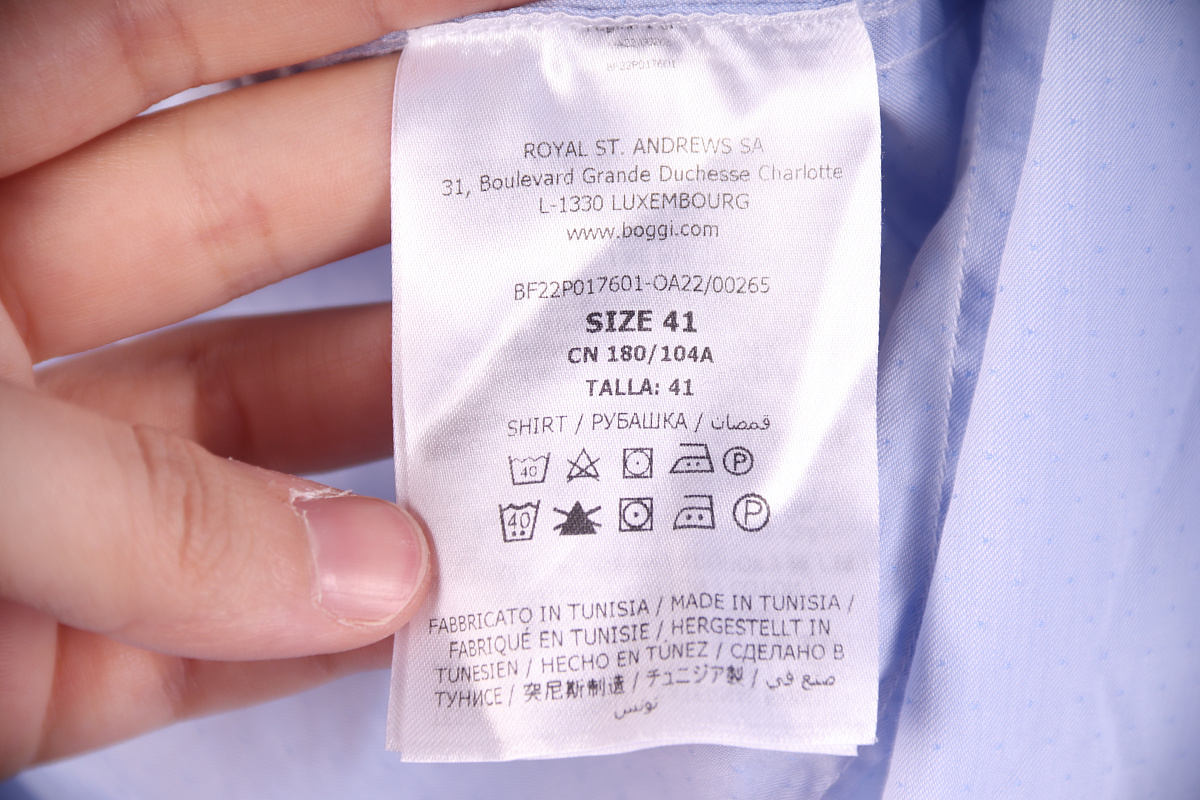 BF22P017601
ROYAL ST. ANDREWS SA
31, Boulevard Grande Duchesse Charlotte
L-1330 LUXEMBOURG
www.boggi.com
BF22P017601-OA22/00265
SIZE 41
CN 180/104A
TALLA: 41
SHIRT / РУБАШКА / قمصان
40
40
FABBRICATO IN TUNISIA / MADE IN TUNISIA /
FABRIQUÉ EN TUNISIE / HERGESTELLT IN
TUNESIEN / HECHO EN TÚNEZ / СДЕЛАНО В
ТУНИСЕ / 突尼斯制造 / チュニジア製 / صنع في
تونس